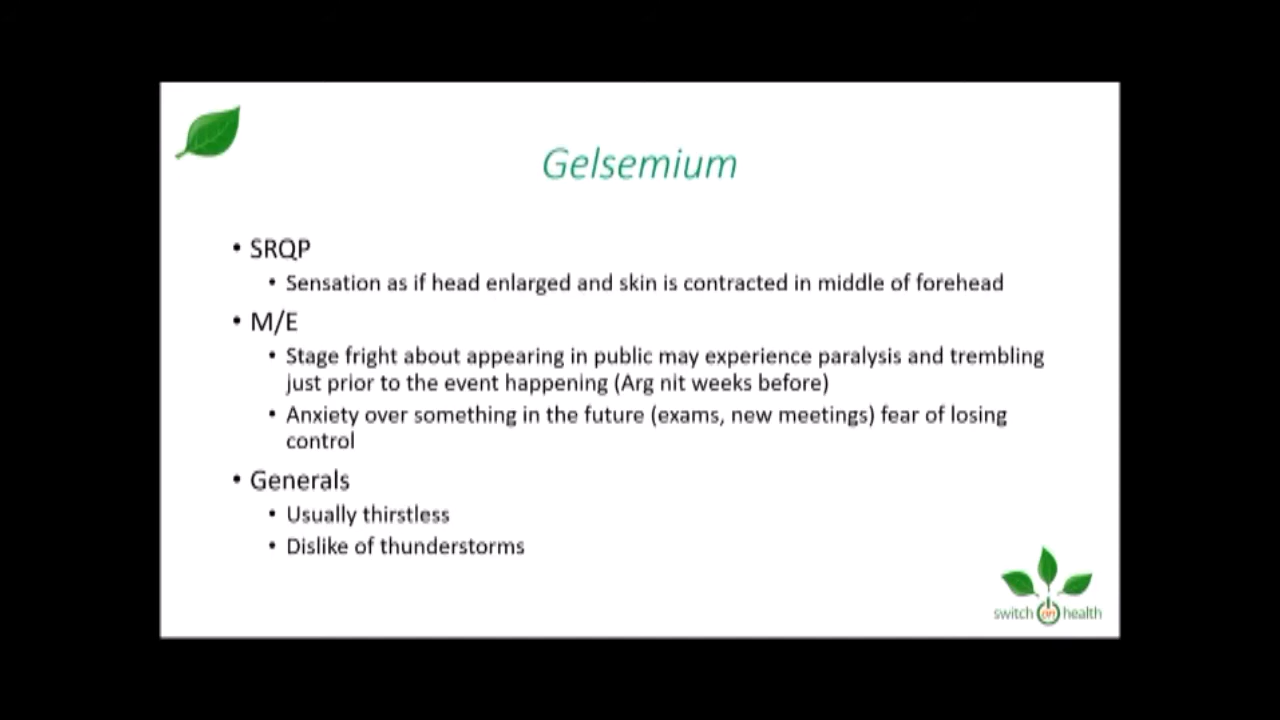 Gelsemium
• SRQP
• Sensation as if head enlarged and skin is contracted in middle of forehead
• M/E
• Stage fright about appearing in public may experience paralysis and trembling
just prior to the event happening (Arg nit weeks before)
• Anxiety over something in the future (exams, new meetings) fear of losing
control
• Generals
• Usually thirstless
• Dislike of thunderstorms
switch on health